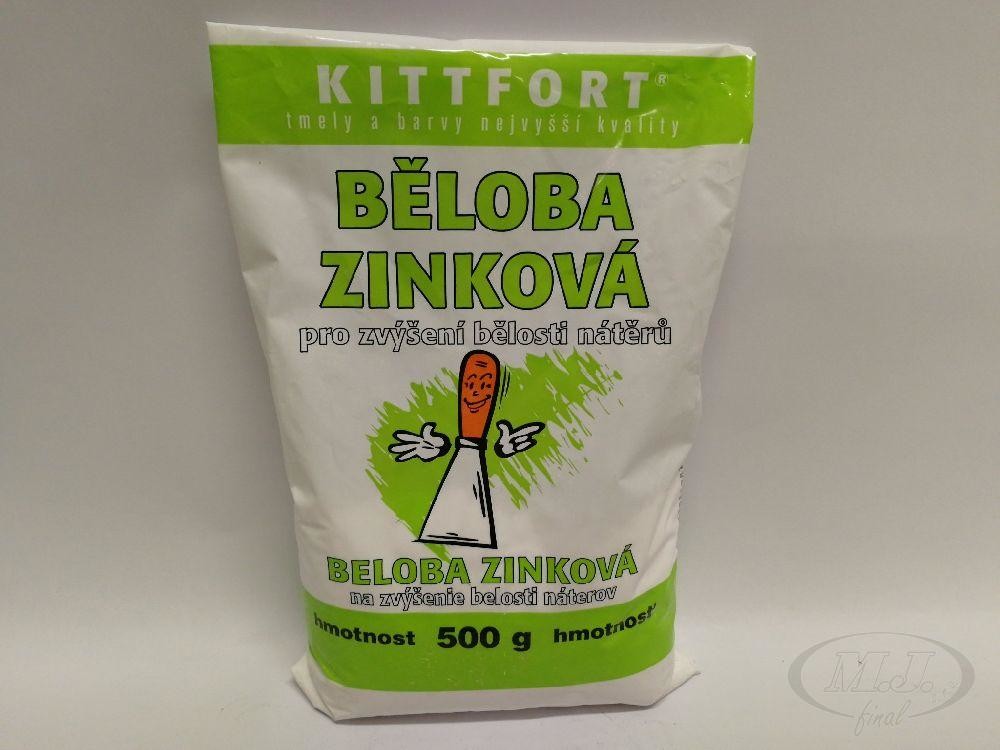 KITTFORT®
tmely a barvy nejvyšší kvality
BĚLOBA
ZINKOVÁ
pro zvýšení bělosti nátěrů
BELOBA ZINKOVÁ
na zvýšenie belosti náterov
hmotnost 500 g hmotnosť
M.J.
final